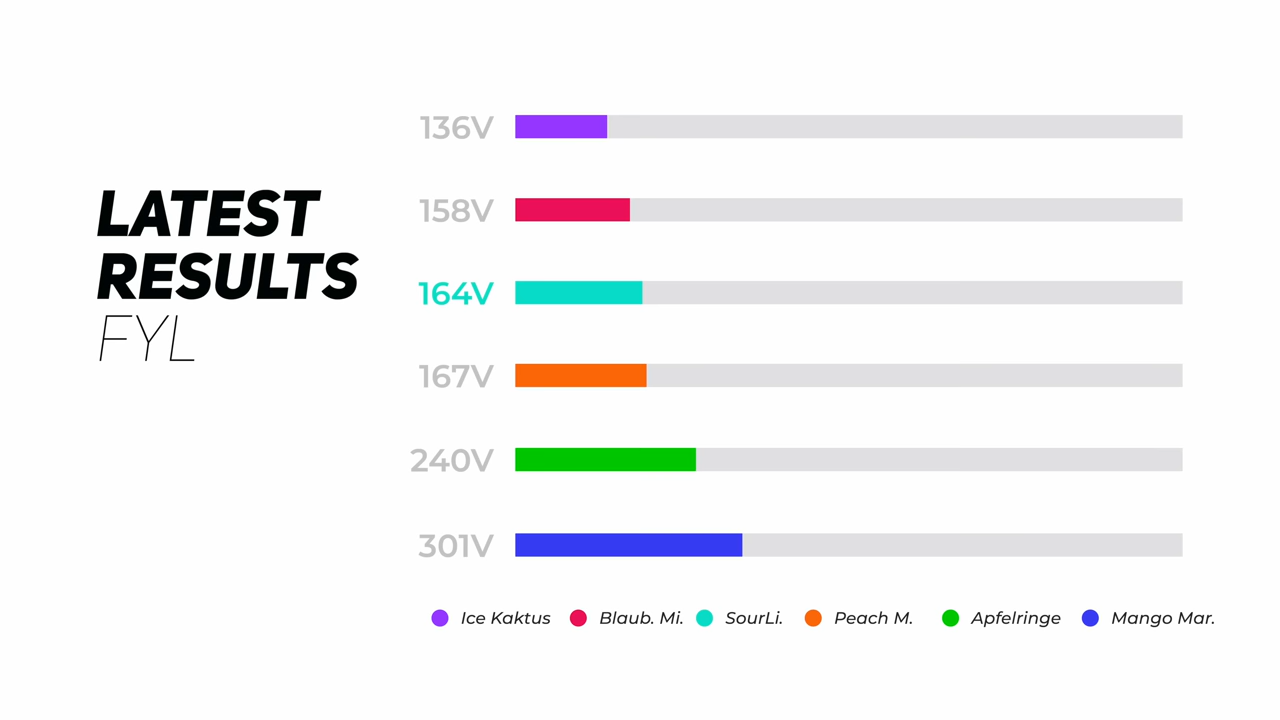 LATEST
RESULTS
FYL
136V
158V
164V
167V
240V
301V
Ice Kaktus Blaub. Mi. SourLi. Peach M. Apfelringe Mango Mar.